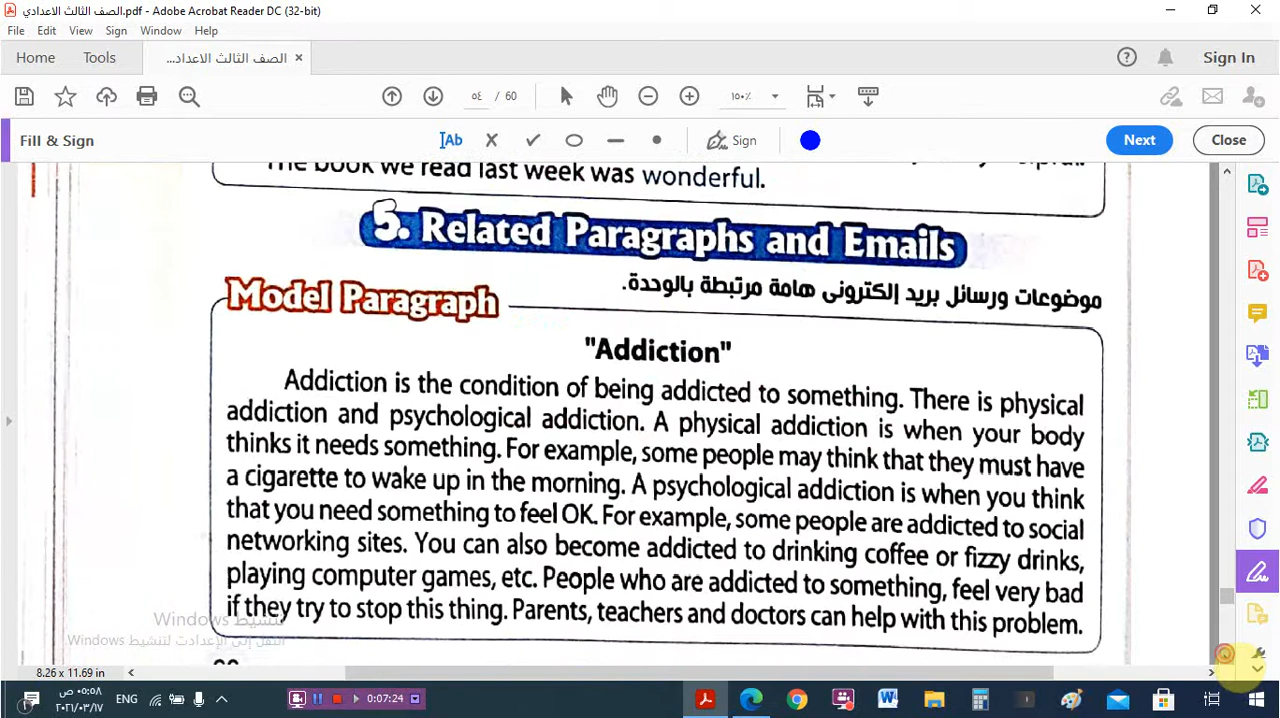 الصف الثالث الاعدادي.pdf - Adobe Acrobat Reader DC (32-bit)
File Edit View Sign Window Help
Home Tools الصف الثالث الاعداد... × Sign In
٥٤ / 60 ١٥٠٪
Fill & Sign Ab Sign Next Close
The book we read last week was wonderful.
5. Related Paragraphs and Emails
موضوعات ورسائل بريد إلكترونى هامة مرتبطة بالوحدة.
Model Paragraph
"Addiction"
Addiction is the condition of being addicted to something. There is physical
addiction and psychological addiction. A physical addiction is when your body
thinks it needs something. For example, some people may think that they must have
a cigarette to wake up in the morning. A psychological addiction is when you think
that you need something to feel OK. For example, some people are addicted to social
networking sites. You can also become addicted to drinking coffee or fizzy drinks,
playing computer games, etc. People who are addicted to something, feel very bad
if they try to stop this thing. Parents, teachers and doctors can help with this problem.
تنشيط Windows
انتقل إلى الإعدادات لتنشيط Windows
8.26 x 11.69 in
ENG 0:07:24
٠٥:٥٨ ص
٢٠٢١/٠٣/١٧